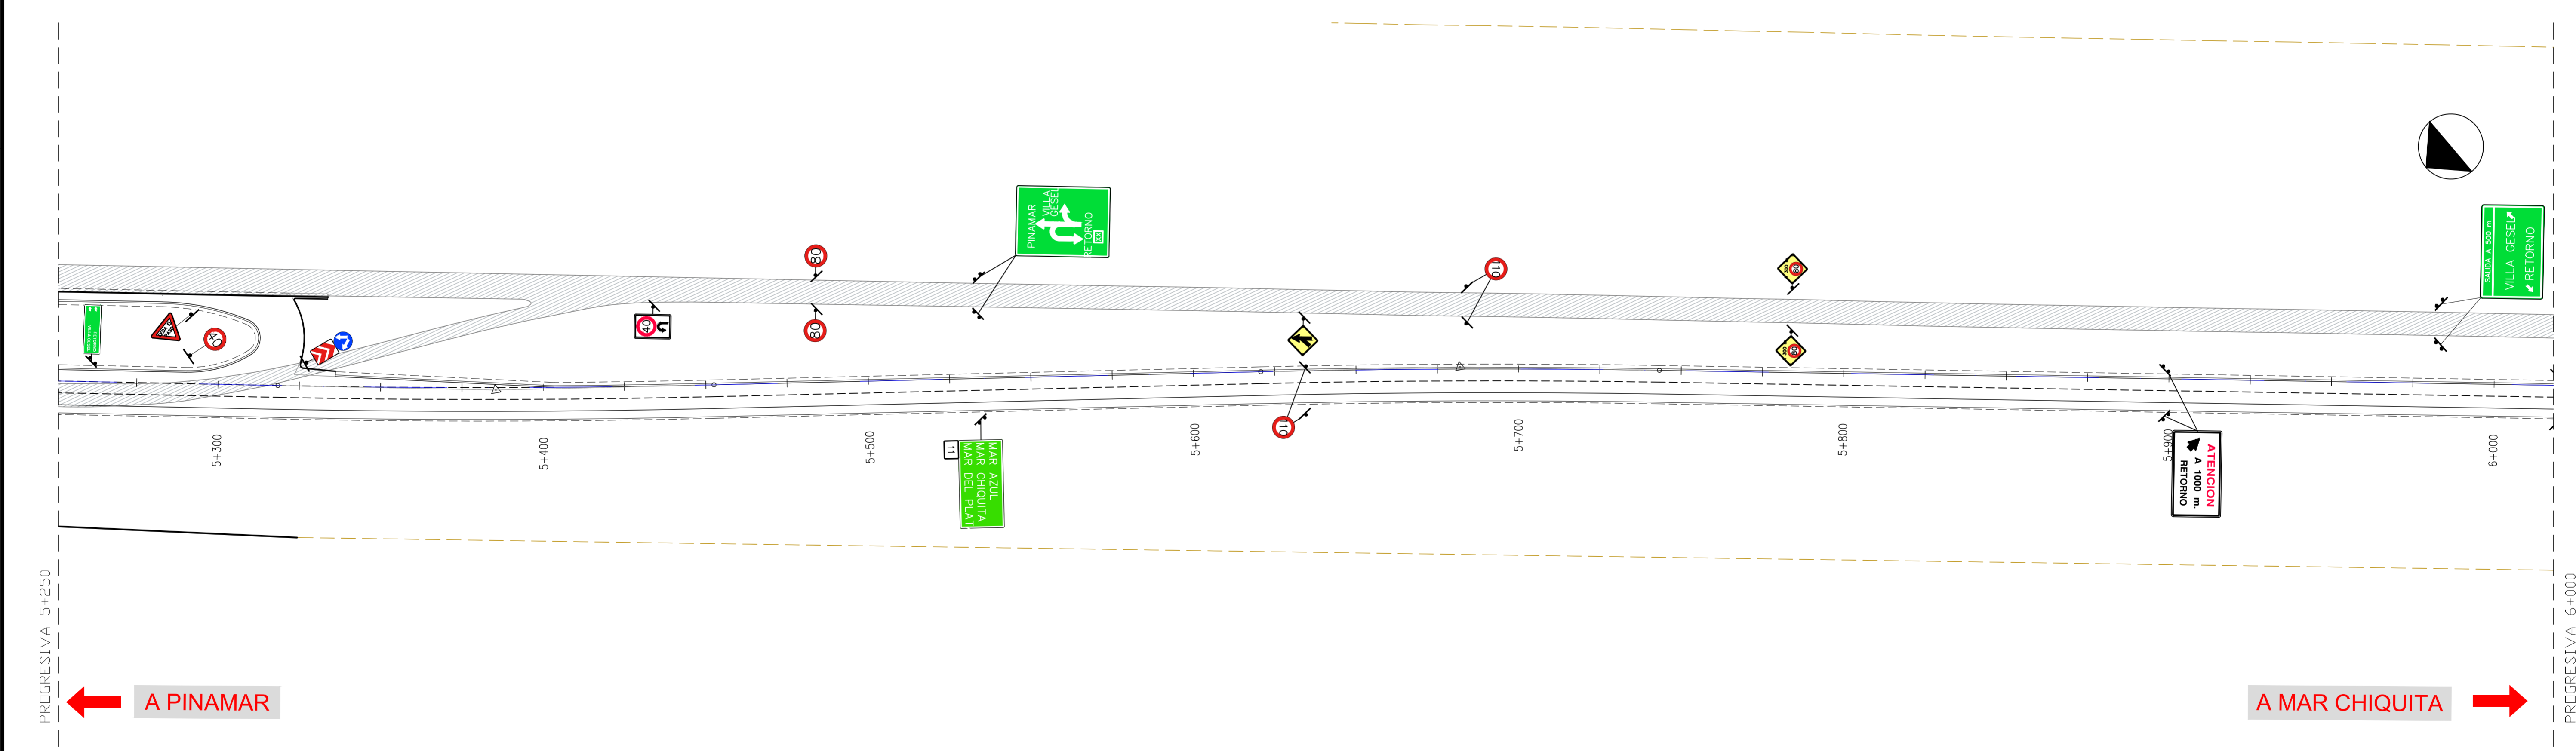 PINAMAR
VILLA
GESEL
RETORNO
80
80
40
110
SALIDA A 500 m
VILLA GESEL
RETORNO
40
110
11
MAR AZUL
MAR CHIQUITA
MAR DEL PLAT
ATENCION
A 1000 m.
RETORNO
5+300
5+400
5+500
5+600
5+700
5+800
5+900
6+000
PROGRESIVA 5+250
PROGRESIVA 6+000
A PINAMAR
A MAR CHIQUITA